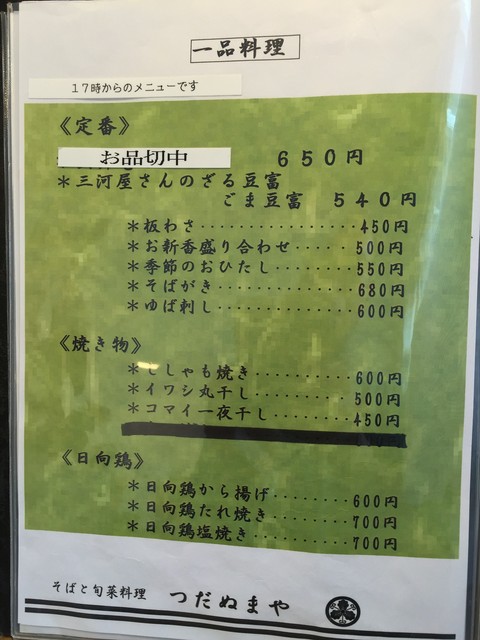 一品料理
17時からのメニューです
《定番》
お品切中 650円
＊三河屋さんのざる豆富
ごま豆富 540円
＊板わさ................450円
＊お新香盛り合わせ......500円
＊季節のおひたし........550円
＊そばがき..............680円
＊ゆば刺し..............600円
《焼き物》
＊ししゃも焼き..........600円
＊イワシ丸干し..........500円
＊コマイ一夜干し........450円
《日向鶏》
＊日向鶏から揚げ........600円
＊日向鶏たれ焼き........700円
＊日向鶏塩焼き..........700円
そばと旬菜料理 つだぬまや